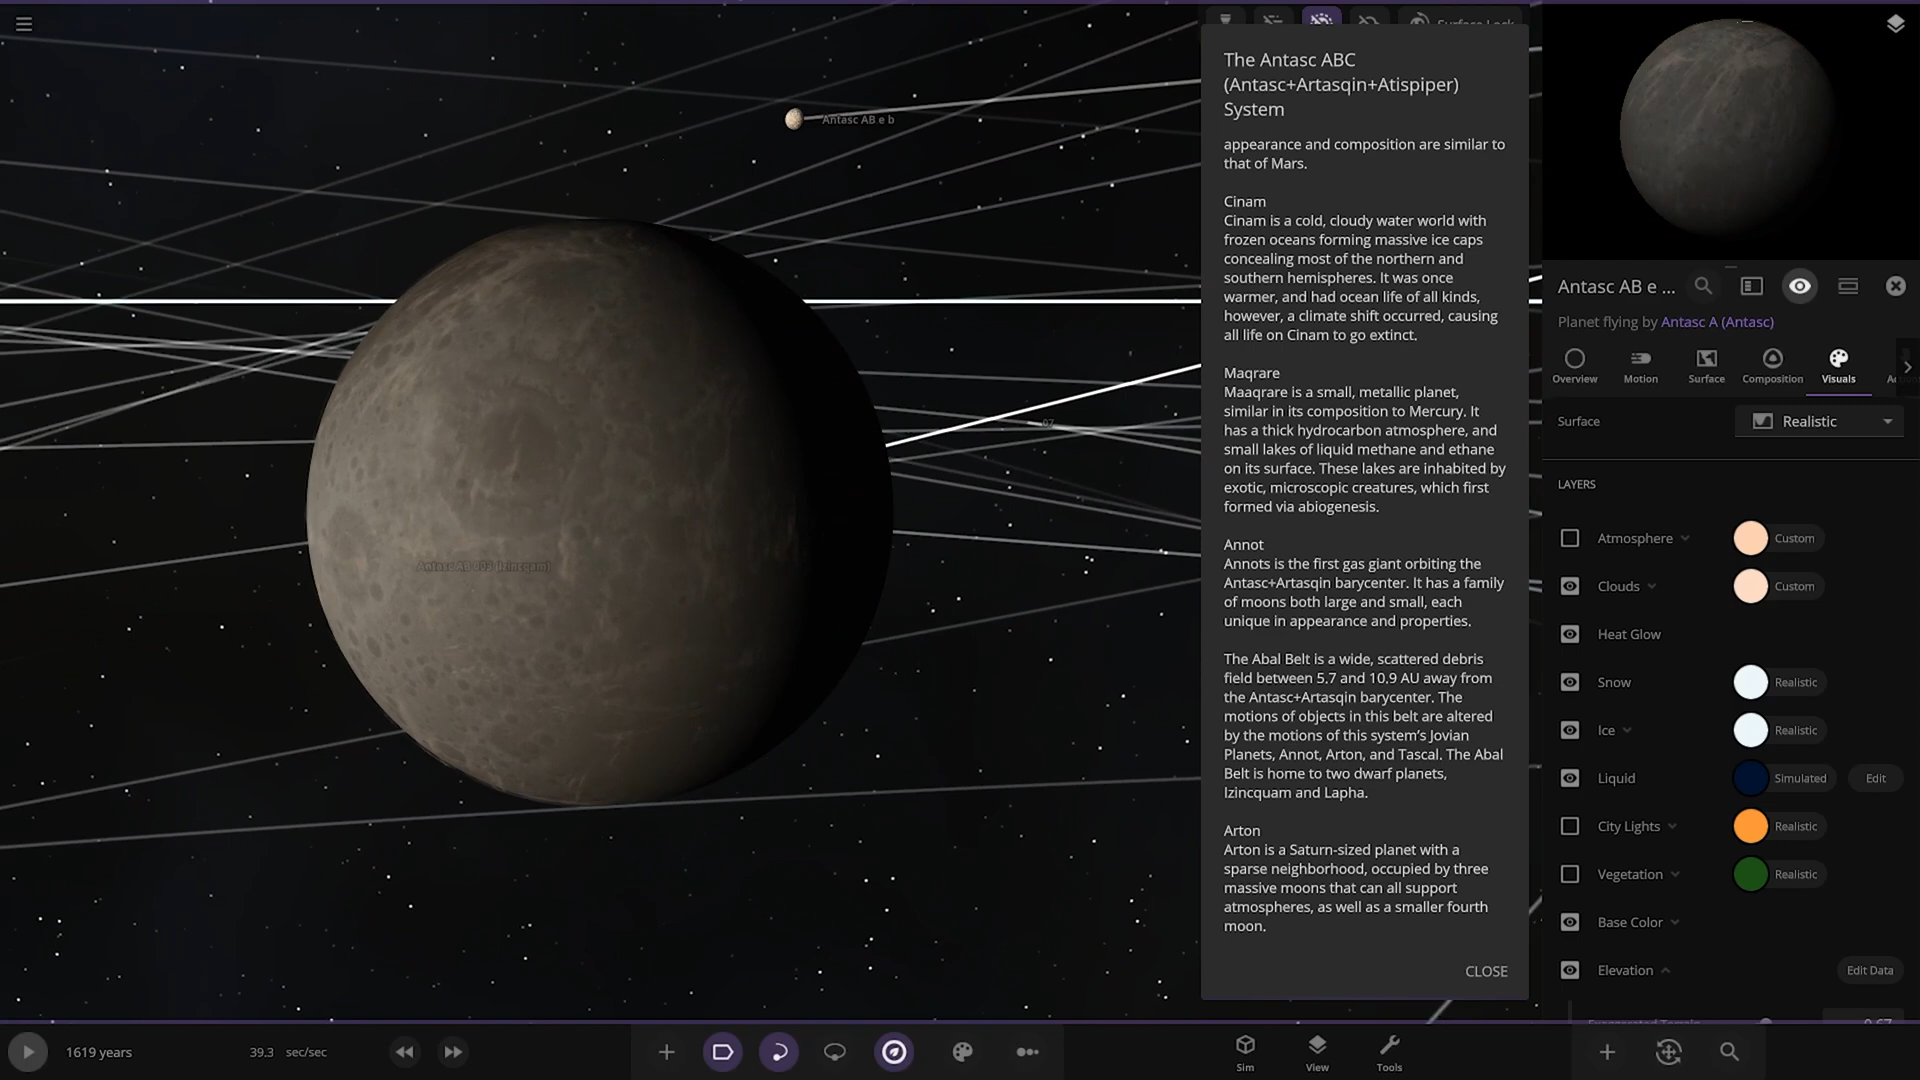 Surface Lock
The Antasc ABC
(Antasc+Artasqin+Atispiper)
System
appearance and composition are similar to
that of Mars.
Cinam
Cinam is a cold, cloudy water world with
frozen oceans forming massive ice caps
concealing most of the northern and
southern hemispheres. It was once
warmer, and had ocean life of all kinds,
however, a climate shift occurred, causing
all life on Cinam to go extinct.
Maqrare
Maaqrare is a small, metallic planet,
similar in its composition to Mercury. It
has a thick hydrocarbon atmosphere, and
small lakes of liquid methane and ethane
on its surface. These lakes are inhabited by
exotic, microscopic creatures, which first
formed via abiogenesis.
Annot
Annots is the first gas giant orbiting the
Antasc+Artasqin barycenter. It has a family
of moons both large and small, each
unique in appearance and properties.
The Abal Belt is a wide, scattered debris
field between 5.7 and 10.9 AU away from
the Antasc+Artasqin barycenter. The
motions of objects in this belt are altered
by the motions of this system's Jovian
Planets, Annot, Arton, and Tascal. The Abal
Belt is home to two dwarf planets,
Izincquam and Lapha.
Arton
Arton is a Saturn-sized planet with a
sparse neighborhood, occupied by three
massive moons that can all support
atmospheres, as well as a smaller fourth
moon.
CLOSE
Antasc AB e b
Antasc AB e ...
Planet flying by Antasc A (Antasc)
Overview
Motion
Surface
Composition
Visuals
Surface
Realistic
LAYERS
Atmosphere
Custom
Clouds
Custom
Heat Glow
Snow
Realistic
Ice
Realistic
Liquid
Simulated
Edit
City Lights
Realistic
Vegetation
Realistic
Base Color
Elevation
Edit Data
1619 years
39.3 sec/sec
Sim
View
Tools